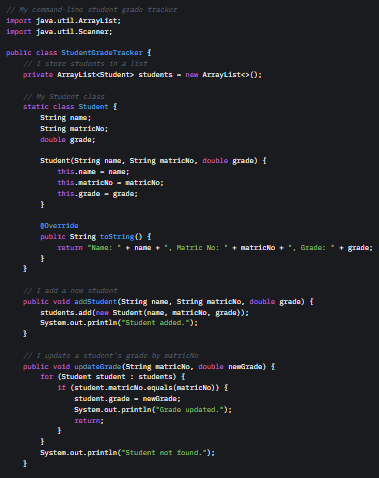 // My command-line student grade tracker
import java.util.ArrayList;
import java.util.Scanner;

public class StudentGradeTracker {
    // I store students in a list
    private ArrayList<Student> students = new ArrayList<>();

    // My Student class
    static class Student {
        String name;
        String matricNo;
        double grade;

        Student(String name, String matricNo, double grade) {
            this.name = name;
            this.matricNo = matricNo;
            this.grade = grade;
        }

        @Override
        public String toString() {
            return "Name: " + name + ", Matric No: " + matricNo + ", Grade: " + grade;
        }
    }

    // I add a new student
    public void addStudent(String name, String matricNo, double grade) {
        students.add(new Student(name, matricNo, grade));
        System.out.println("Student added.");
    }

    // I update a student's grade by matricNo
    public void updateGrade(String matricNo, double newGrade) {
        for (Student student : students) {
            if (student.matricNo.equals(matricNo)) {
                student.grade = newGrade;
                System.out.println("Grade updated.");
                return;
            }
        }
        System.out.println("Student not found.");
    }